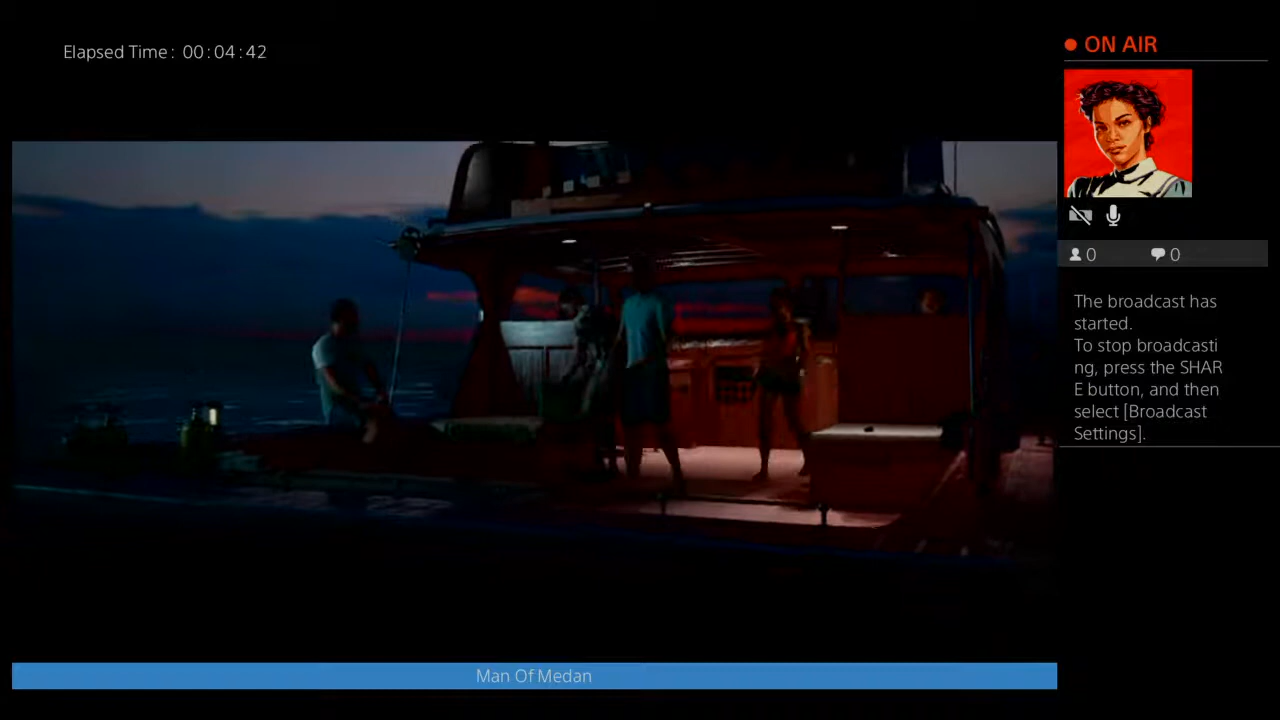 Elapsed Time: 00:04:42
ON AIR
0
0
The broadcast has
started.
To stop broadcasti
ng, press the SHAR
E button, and then
select [Broadcast
Settings].
Man Of Medan